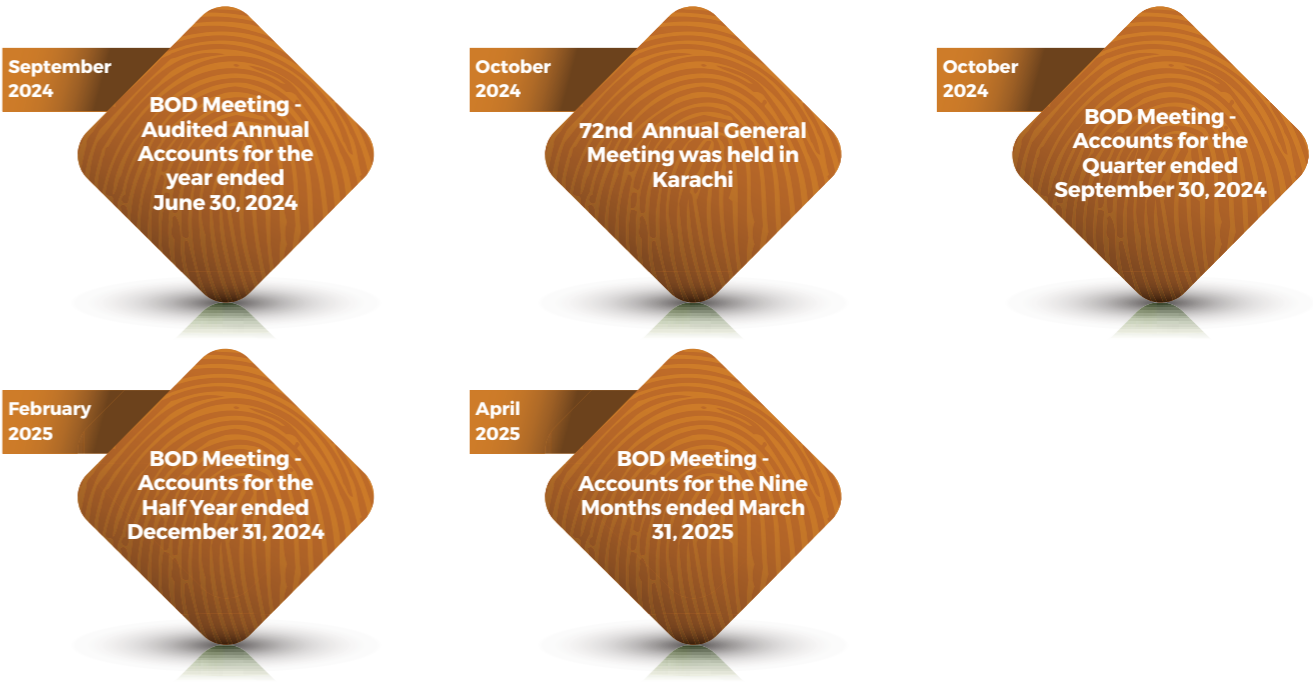 September
2024
BOD Meeting -
Audited Annual
Accounts for the
year ended
June 30, 2024
October
2024
72nd Annual General
Meeting was held in
Karachi
October
2024
BOD Meeting -
Accounts for the
Quarter ended
September 30, 2024
February
2025
BOD Meeting -
Accounts for the
Half Year ended
December 31, 2024
April
2025
BOD Meeting -
Accounts for the Nine
Months ended March
31, 2025